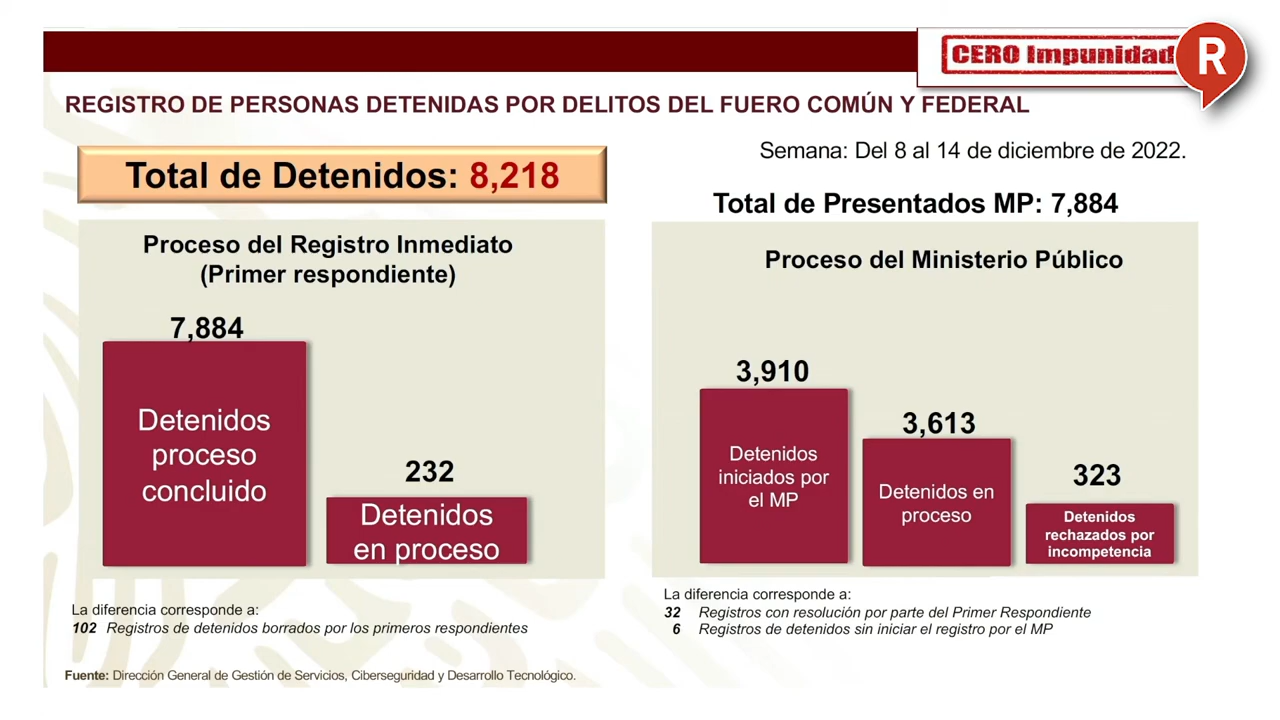 CERO Impunidad
R
REGISTRO DE PERSONAS DETENIDAS POR DELITOS DEL FUERO COMÚN Y FEDERAL
Semana: Del 8 al 14 de diciembre de 2022.
Total de Detenidos: 8,218
Total de Presentados MP: 7,884
Proceso del Registro Inmediato
(Primer respondiente)
7,884
Detenidos
proceso
concluido
232
Detenidos
en proceso
La diferencia corresponde a:
102 Registros de detenidos borrados por los primeros respondientes
Proceso del Ministerio Público
3,910
Detenidos
iniciados por
el MP
3,613
Detenidos en
proceso
323
Detenidos
rechazados por
incompetencia
La diferencia corresponde a:
32 Registros con resolución por parte del Primer Respondiente
6 Registros de detenidos sin iniciar el registro por el MP
Fuente: Dirección General de Gestión de Servicios, Ciberseguridad y Desarrollo Tecnológico.